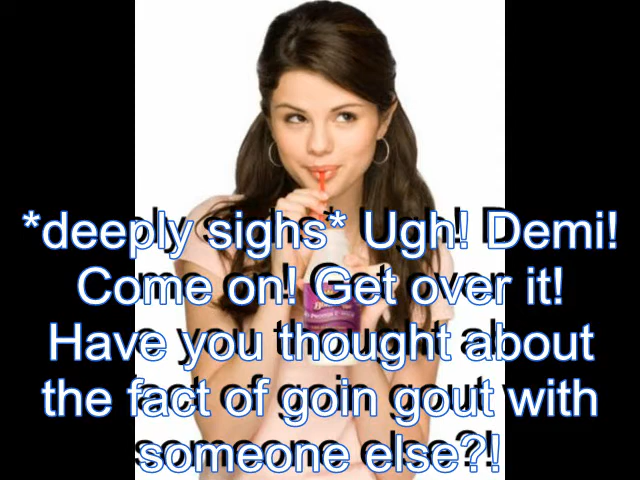 *deeply sighs* Ugh! Demi!
Come on! Get over it!
Have you thought about
the fact of goin gout with
someone else?!